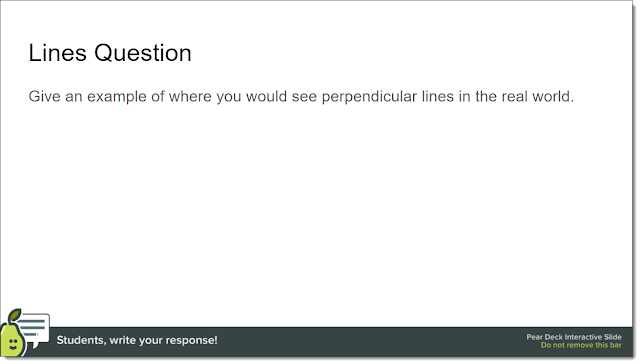 Lines Question
Give an example of where you would see perpendicular lines in the real world.
Students, write your response!
Pear Deck Interactive Slide
Do not remove this bar